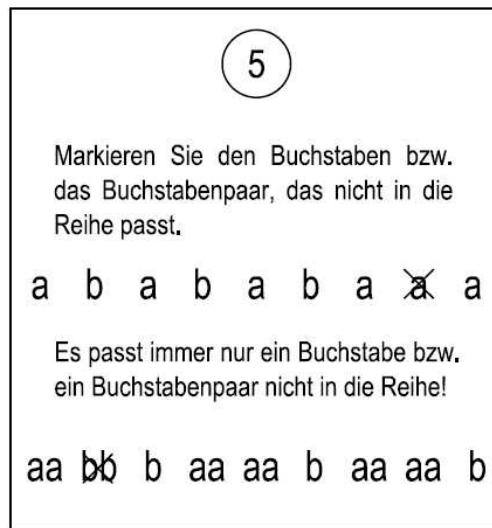 5
Markieren Sie den Buchstaben bzw.
das Buchstabenpaar, das nicht in die
Reihe passt.
a b a b a b a a a
Es passt immer nur ein Buchstabe bzw.
ein Buchstabenpaar nicht in die Reihe!
aa bb b aa aa b aa aa b